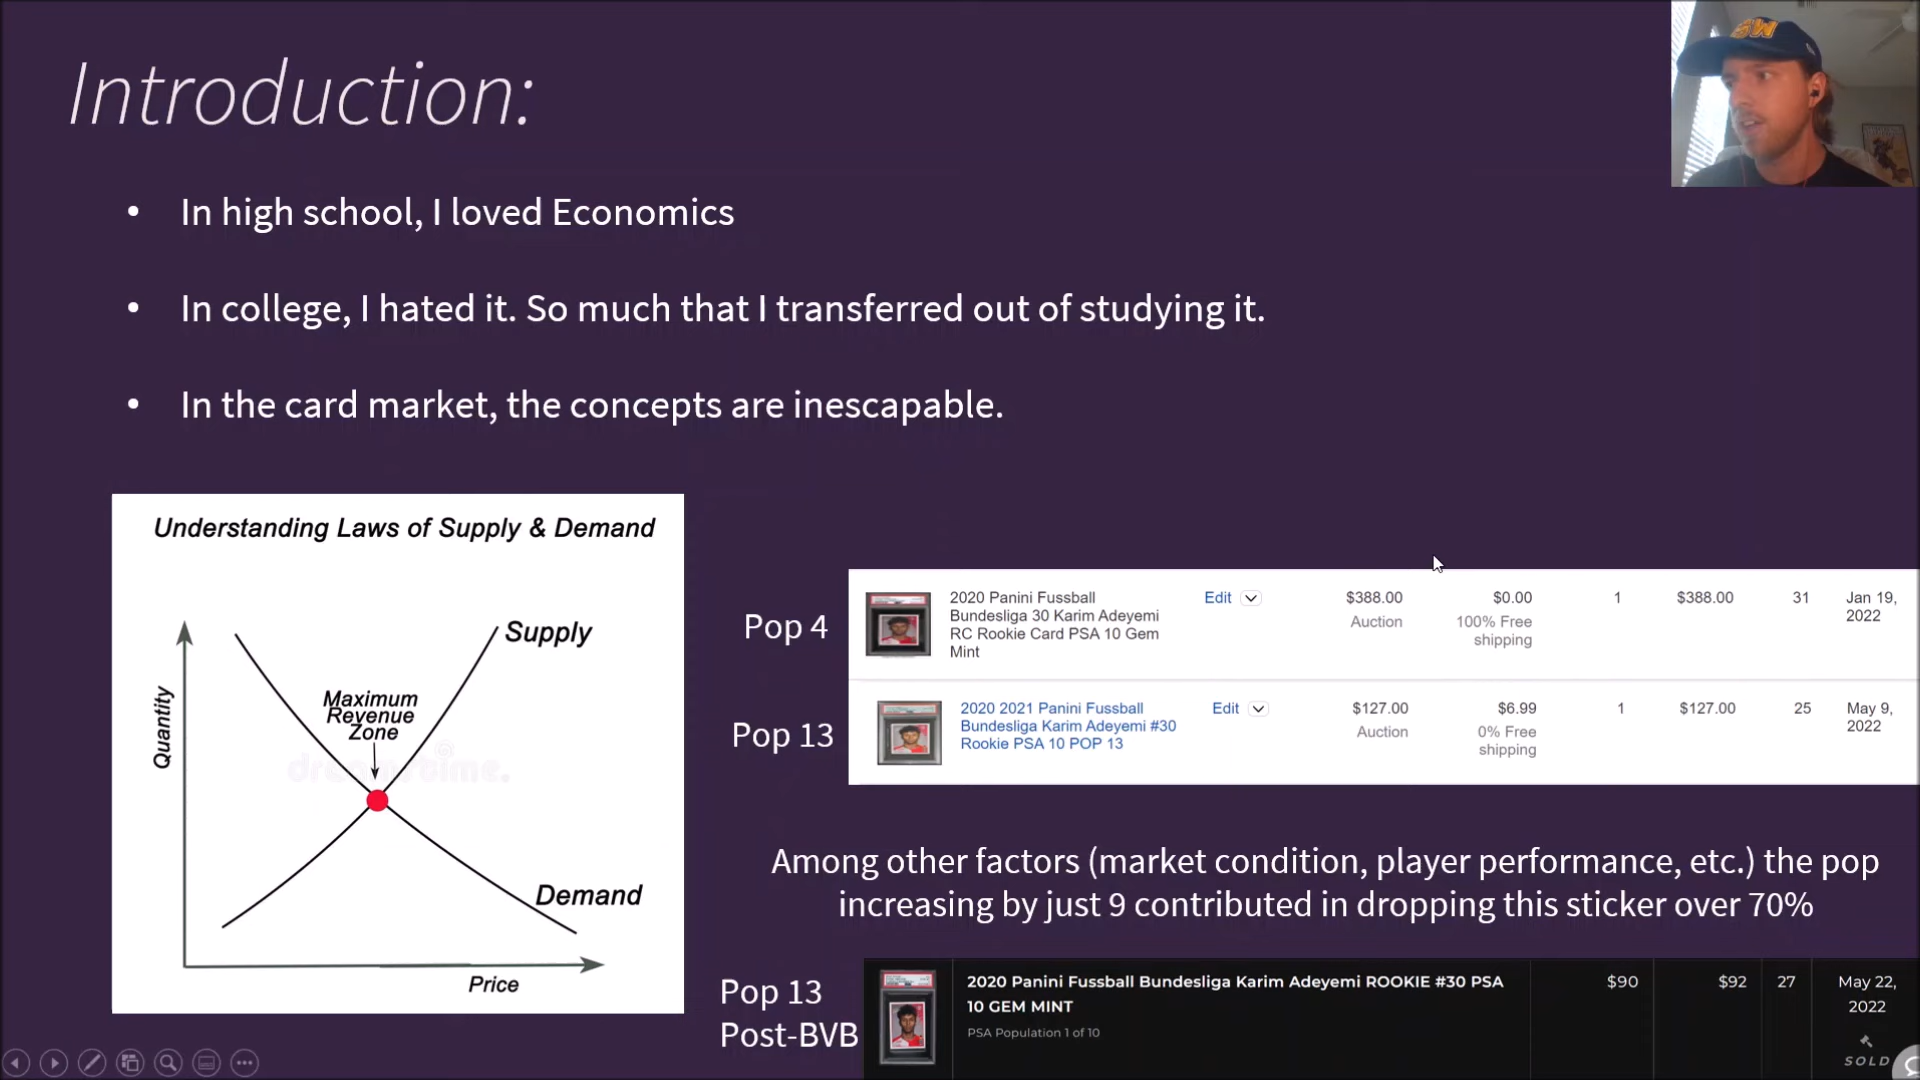 Introduction:
SW
• In high school, I loved Economics
• In college, I hated it. So much that I transferred out of studying it.
• In the card market, the concepts are inescapable.
Understanding Laws of Supply & Demand
Supply
Maximum
Revenue
Zone
Quantity
dreamstime.
Demand
Price
Pop 4
2020 Panini Fussball
Bundesliga 30 Karim Adeyemi
RC Rookie Card PSA 10 Gem
Mint
Edit
$388.00
Auction
$0.00
100% Free
shipping
1
$388.00
31
Jan 19,
2022
Pop 13
2020 2021 Panini Fussball
Bundesliga Karim Adeyemi #30
Rookie PSA 10 POP 13
Edit
$127.00
Auction
$6.99
0% Free
shipping
1
$127.00
25
May 9,
2022
Among other factors (market condition, player performance, etc.) the pop
increasing by just 9 contributed in dropping this sticker over 70%
Pop 13
Post-BVB
2020 Panini Fussball Bundesliga Karim Adeyemi ROOKIE #30 PSA
10 GEM MINT
PSA Population 1 of 10
$90
$92
27
May 22,
2022
SOLD